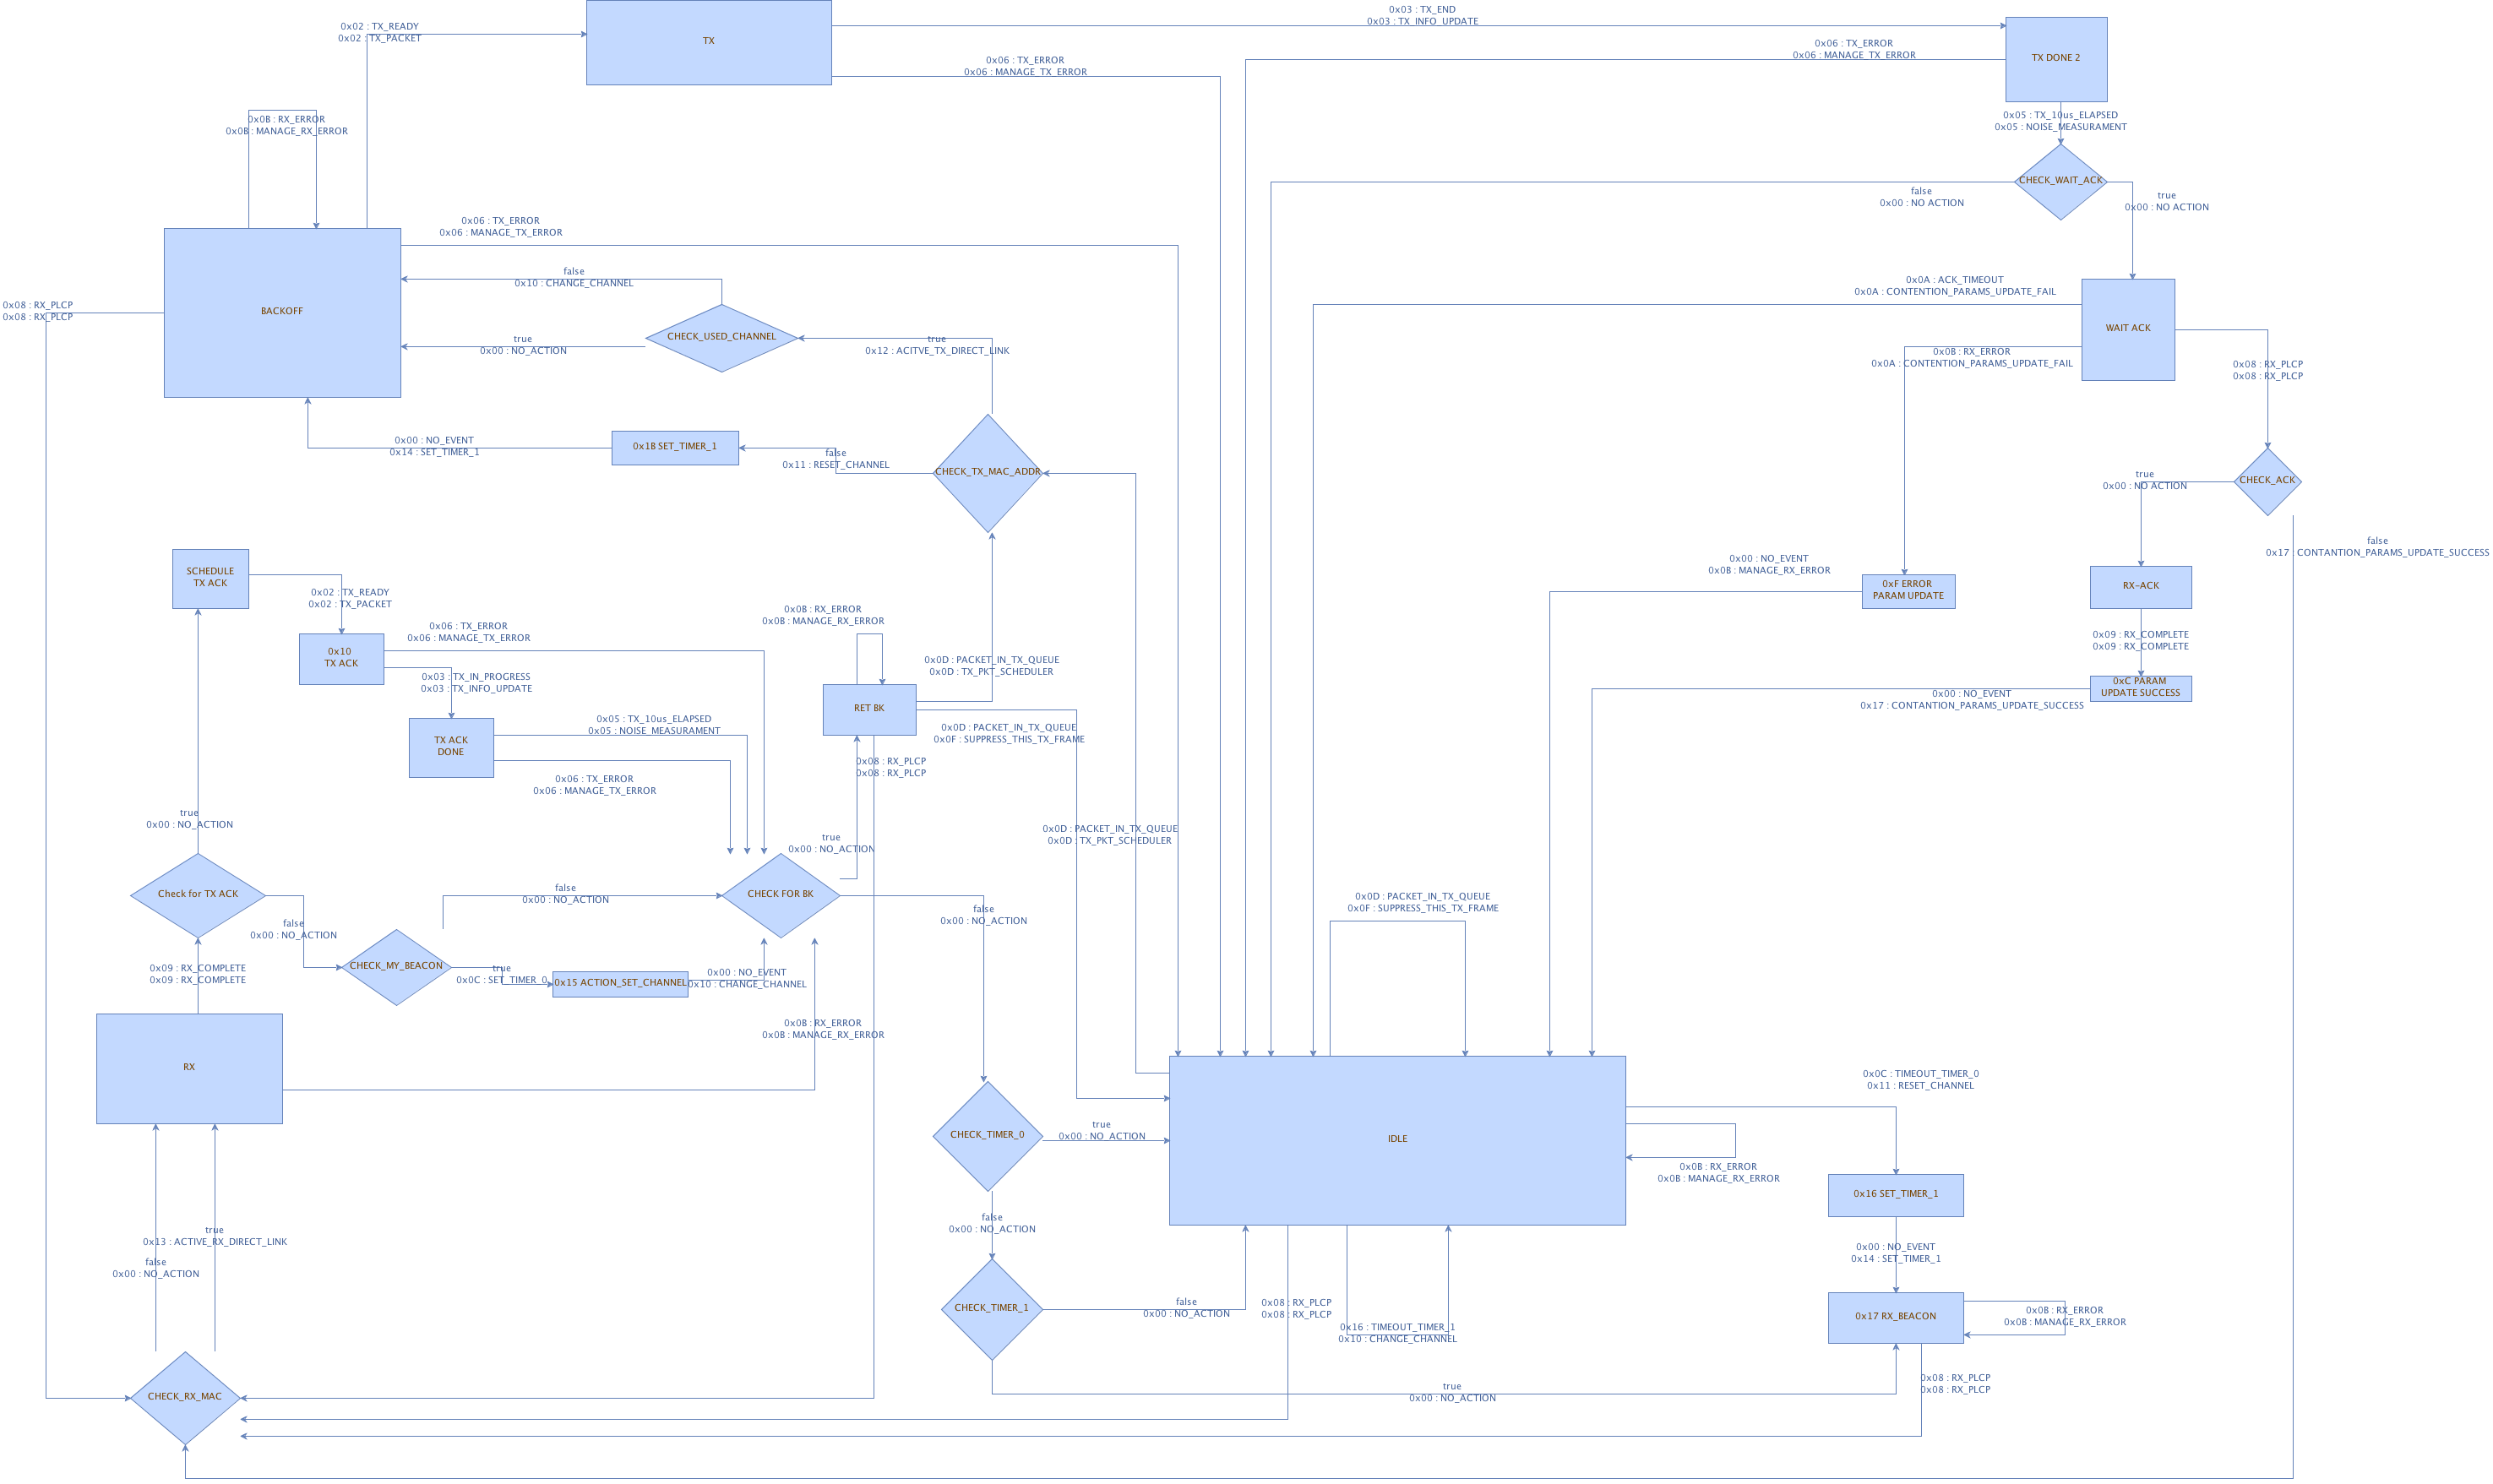 0x03 : TX_END
0x03 : TX_INFO_UPDATE
0x02 : TX_READY
0x02 : TX_PACKET
TX
0x06 : TX_ERROR
0x06 : MANAGE_TX_ERROR
0x06 : TX_ERROR
0x06 : MANAGE_TX_ERROR
TX DONE 2
0x0B : RX_ERROR
0x0B : MANAGE_RX_ERROR
0x05 : TX_10us_ELAPSED
0x05 : NOISE_MEASURAMENT
CHECK_WAIT_ACK
false
0x00 : NO ACTION
true
0x00 : NO ACTION
0x06 : TX_ERROR
0x06 : MANAGE_TX_ERROR
false
0x10 : CHANGE_CHANNEL
0x0A : ACK_TIMEOUT
0x0A : CONTENTION_PARAMS_UPDATE_FAIL
0x08 : RX_PLCP
0x08 : RX_PLCP
BACKOFF
CHECK_USED_CHANNEL
WAIT ACK
true
0x00 : NO_ACTION
true
0x12 : ACITVE_TX_DIRECT_LINK
0x0B : RX_ERROR
0x0A : CONTENTION_PARAMS_UPDATE_FAIL
0x08 : RX_PLCP
0x08 : RX_PLCP
0x00 : NO_EVENT
0x14 : SET_TIMER_1
0x1B SET_TIMER_1
false
0x11 : RESET_CHANNEL
CHECK_TX_MAC_ADDR
true
0x00 : NO ACTION
CHECK_ACK
false
0x17 : CONTANTION_PARAMS_UPDATE_SUCCESS
SCHEDULE
TX ACK
0x00 : NO_EVENT
0x0B : MANAGE_RX_ERROR
0xF ERROR
PARAM UPDATE
RX-ACK
0x02 : TX_READY
0x02 : TX_PACKET
0x06 : TX_ERROR
0x06 : MANAGE_TX_ERROR
0x0B : RX_ERROR
0x0B : MANAGE_RX_ERROR
0x09 : RX_COMPLETE
0x09 : RX_COMPLETE
0x10
TX ACK
0x03 : TX_IN_PROGRESS
0x03 : TX_INFO_UPDATE
0x0D : PACKET_IN_TX_QUEUE
0x0D : TX_PKT_SCHEDULER
0xC PARAM
UPDATE SUCCESS
0x00 : NO_EVENT
0x17 : CONTANTION_PARAMS_UPDATE_SUCCESS
RET BK
0x05 : TX_10us_ELAPSED
0x05 : NOISE_MEASURAMENT
TX ACK
DONE
0x0D : PACKET_IN_TX_QUEUE
0x0F : SUPPRESS_THIS_TX_FRAME
0x08 : RX_PLCP
0x08 : RX_PLCP
0x06 : TX_ERROR
0x06 : MANAGE_TX_ERROR
true
0x00 : NO_ACTION
true
0x00 : NO_ACTION
0x0D : PACKET_IN_TX_QUEUE
0x0D : TX_PKT_SCHEDULER
Check for TX ACK
false
0x00 : NO_ACTION
CHECK FOR BK
false
0x00 : NO_ACTION
0x0D : PACKET_IN_TX_QUEUE
0x0F : SUPPRESS_THIS_TX_FRAME
false
0x00 : NO_ACTION
0x09 : RX_COMPLETE
0x09 : RX_COMPLETE
CHECK_MY_BEACON
true
0x0C : SET_TIMER_0
0x15 ACTION_SET_CHANNEL
0x00 : NO_EVENT
0x10 : CHANGE_CHANNEL
0x0B : RX_ERROR
0x0B : MANAGE_RX_ERROR
RX
0x0C : TIMEOUT_TIMER_0
0x11 : RESET_CHANNEL
CHECK_TIMER_0
true
0x00 : NO_ACTION
IDLE
0x0B : RX_ERROR
0x0B : MANAGE_RX_ERROR
0x16 SET_TIMER_1
true
0x13 : ACTIVE_RX_DIRECT_LINK
false
0x00 : NO_ACTION
false
0x00 : NO_ACTION
0x00 : NO_EVENT
0x14 : SET_TIMER_1
CHECK_TIMER_1
false
0x00 : NO_ACTION
0x08 : RX_PLCP
0x08 : RX_PLCP
0x16 : TIMEOUT_TIMER_1
0x10 : CHANGE_CHANNEL
0x17 RX_BEACON
0x0B : RX_ERROR
0x0B : MANAGE_RX_ERROR
CHECK_RX_MAC
true
0x00 : NO_ACTION
0x08 : RX_PLCP
0x08 : RX_PLCP